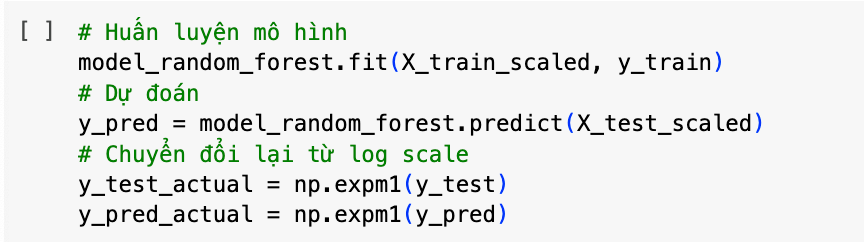 [ ] # Huấn luyện mô hình
model_random_forest.fit(X_train_scaled, y_train)
# Dự đoán
y_pred = model_random_forest.predict(X_test_scaled)
# Chuyển đổi lại từ log scale
y_test_actual = np.expm1(y_test)
y_pred_actual = np.expm1(y_pred)